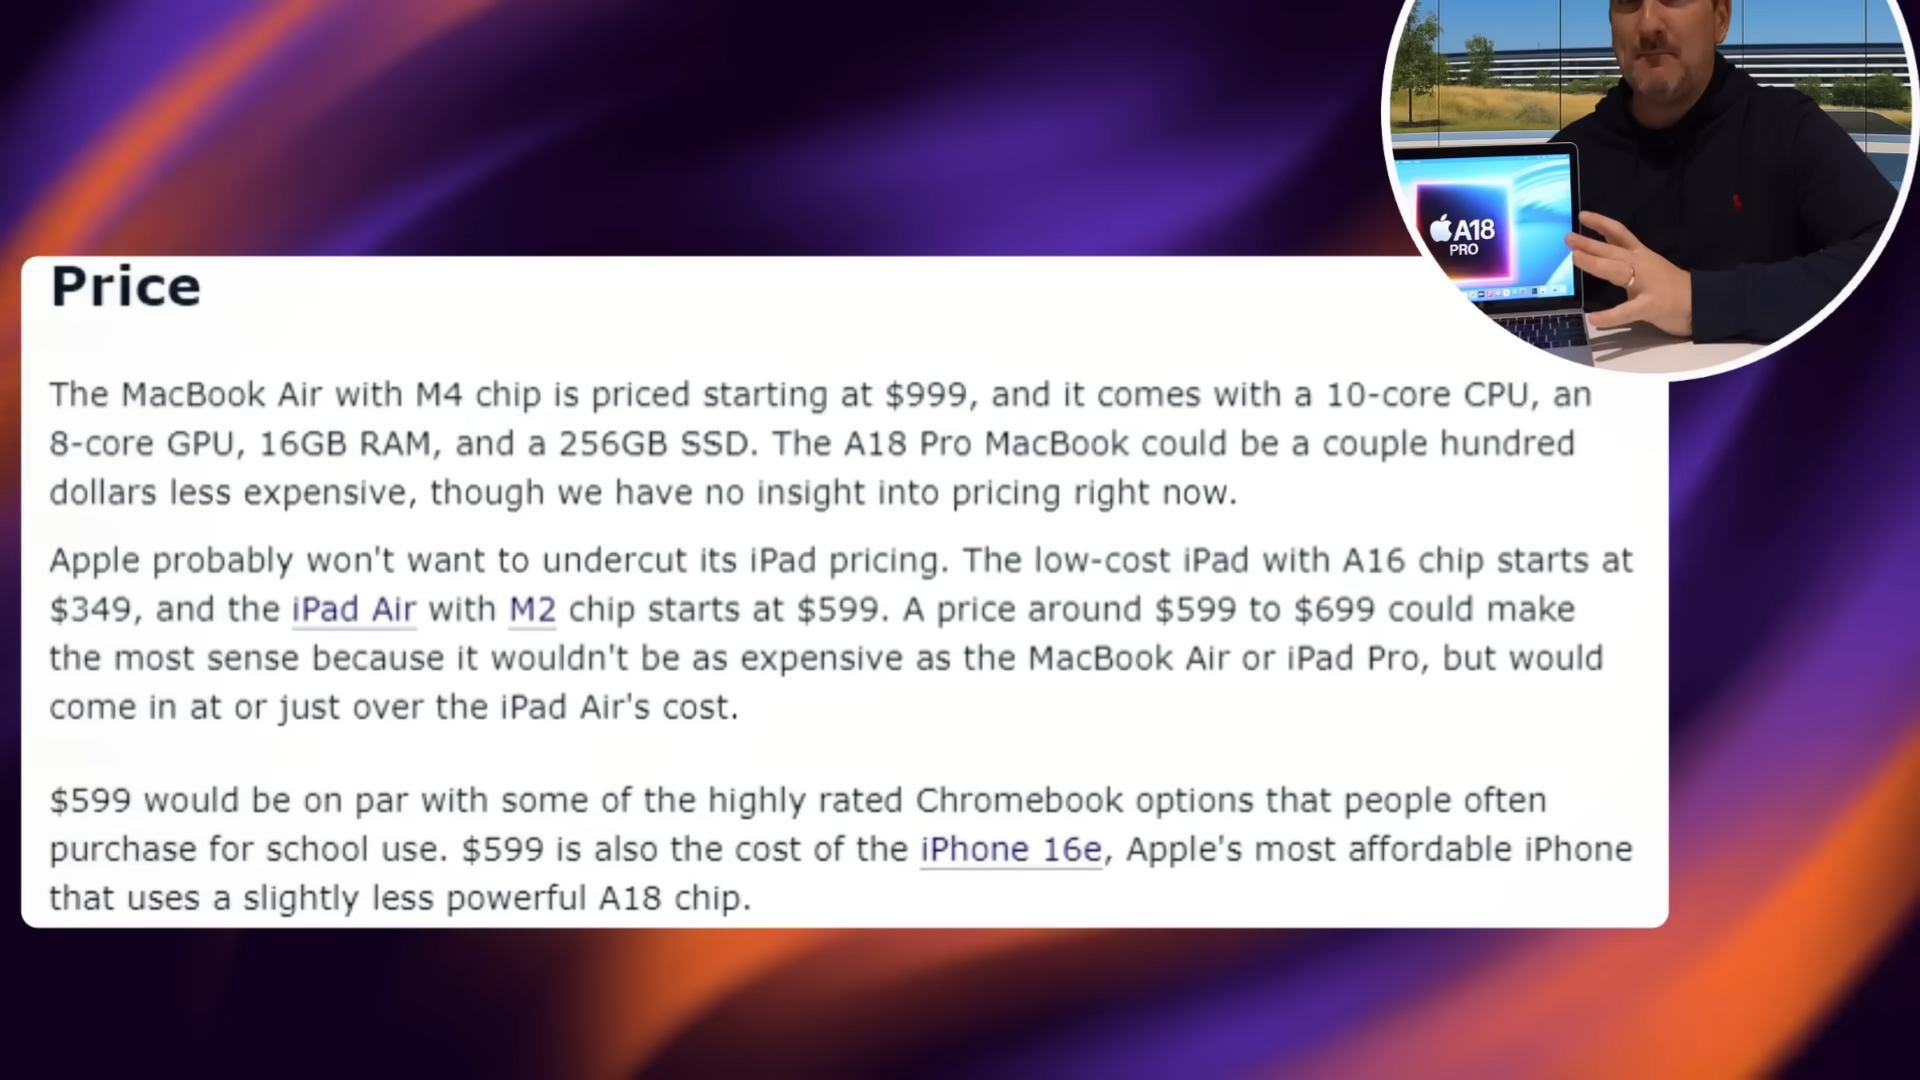 A18
PRO
Price
The MacBook Air with M4 chip is priced starting at $999, and it comes with a 10-core CPU, an
8-core GPU, 16GB RAM, and a 256GB SSD. The A18 Pro MacBook could be a couple hundred
dollars less expensive, though we have no insight into pricing right now.
Apple probably won't want to undercut its iPad pricing. The low-cost iPad with A16 chip starts at
$349, and the iPad Air with M2 chip starts at $599. A price around $599 to $699 could make
the most sense because it wouldn't be as expensive as the MacBook Air or iPad Pro, but would
come in at or just over the iPad Air's cost.
$599 would be on par with some of the highly rated Chromebook options that people often
purchase for school use. $599 is also the cost of the iPhone 16e, Apple's most affordable iPhone
that uses a slightly less powerful A18 chip.